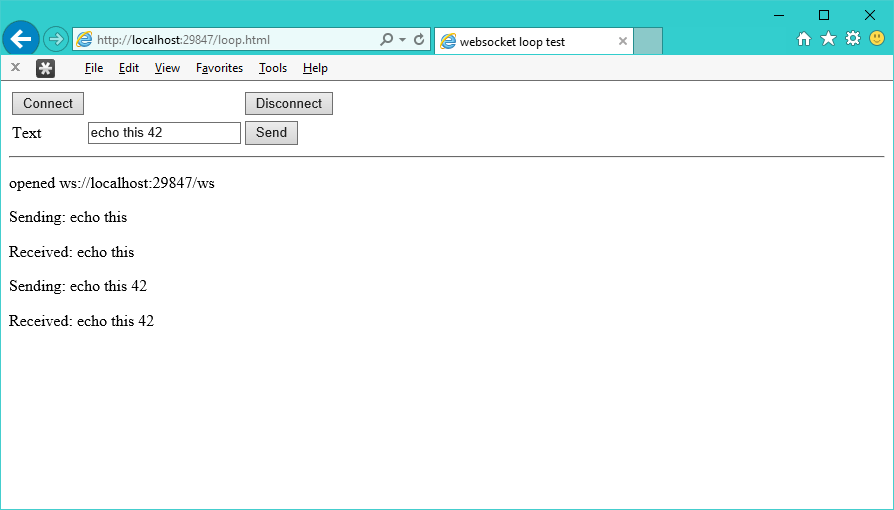 http://localhost:29847/loop.html
websocket loop test
File Edit View Favorites Tools Help
Connect Disconnect
Text echo this 42 Send
opened ws://localhost:29847/ws
Sending: echo this
Received: echo this
Sending: echo this 42
Received: echo this 42